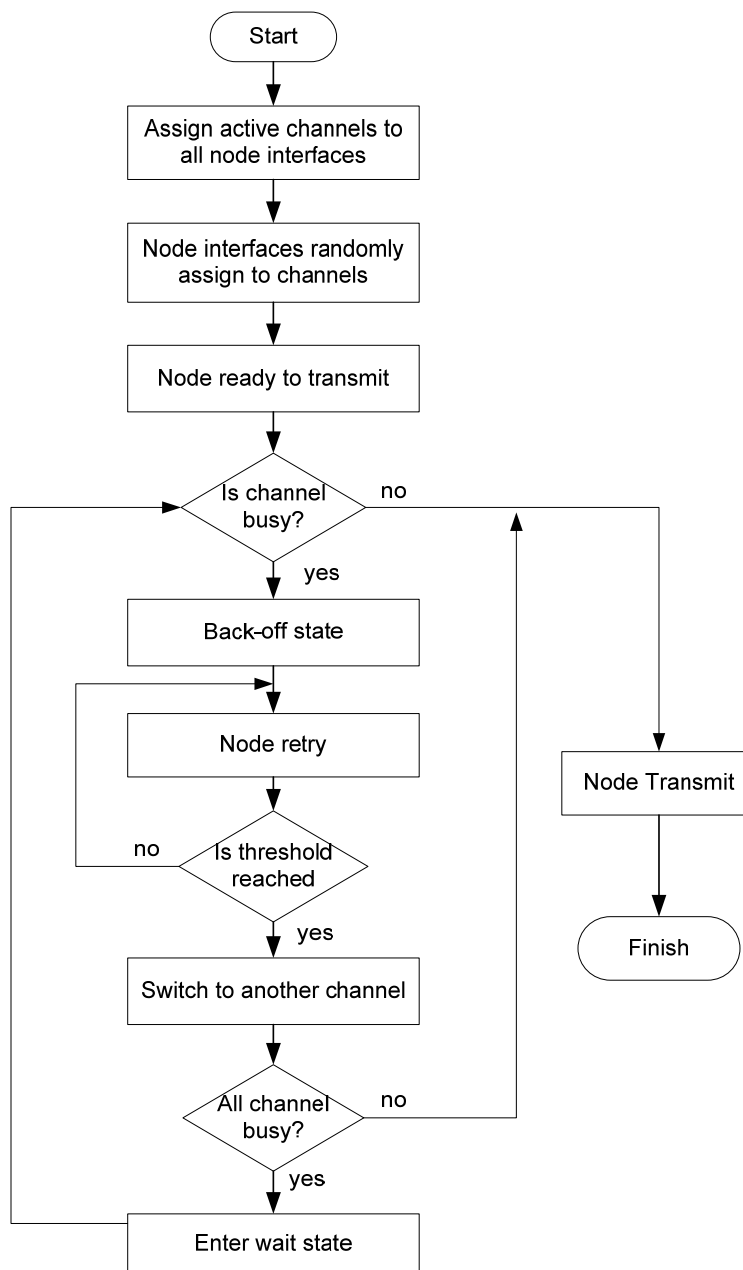 Start
Assign active channels to
all node interfaces
Node interfaces randomly
assign to channels
Node ready to transmit
Is channel
busy?
no
yes
Back-off state
Node retry
Is threshold
reached
no
yes
Switch to another channel
All channel
busy?
no
yes
Enter wait state
Node Transmit
Finish